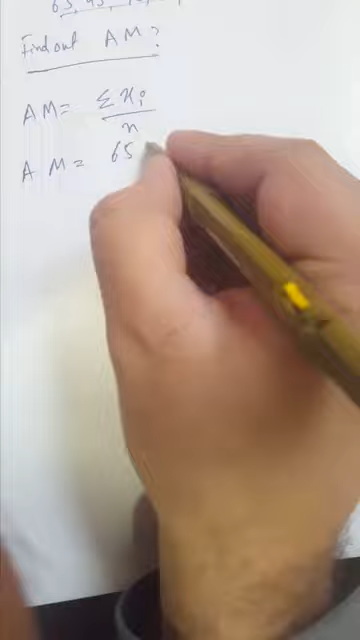 Find out AM?
AM = Σxi
n
AM = 65